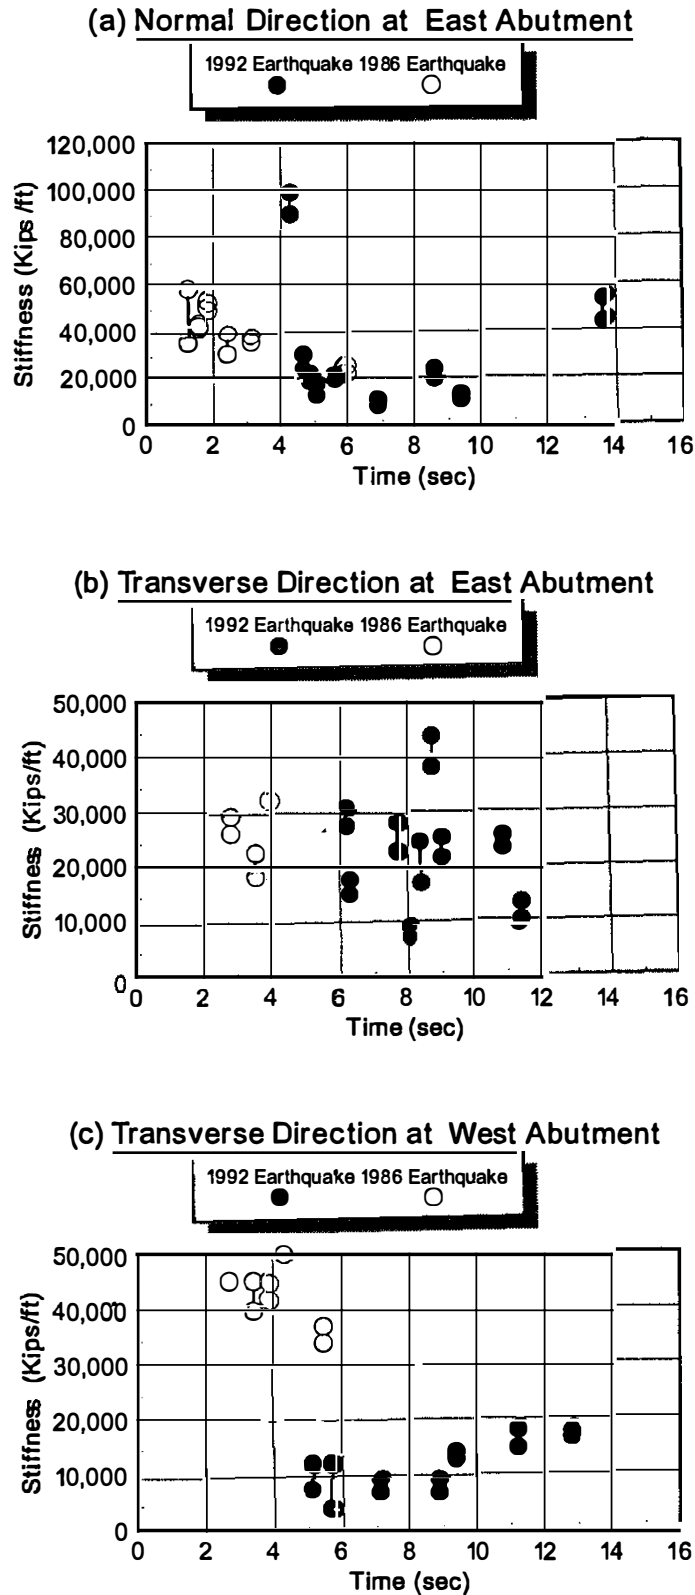 (a) Normal Direction at East Abutment
1992 Earthquake 1986 Earthquake
120,000
100,000
80,000
60,000
40,000
20,000
0
Stiffness (Kips/ft)
0 2 4 6 8 10 12 14 16
Time (sec)
(b) Transverse Direction at East Abutment
1992 Earthquake 1986 Earthquake
50,000
40,000
30,000
20,000
10,000
0
Stiffness (Kips/ft)
0 2 4 6 8 10 12 14 16
Time (sec)
(c) Transverse Direction at West Abutment
1992 Earthquake 1986 Earthquake
50,000
40,000
30,000
20,000
10,000
0
Stiffness (Kips/ft)
0 2 4 6 8 10 12 14 16
Time (sec)